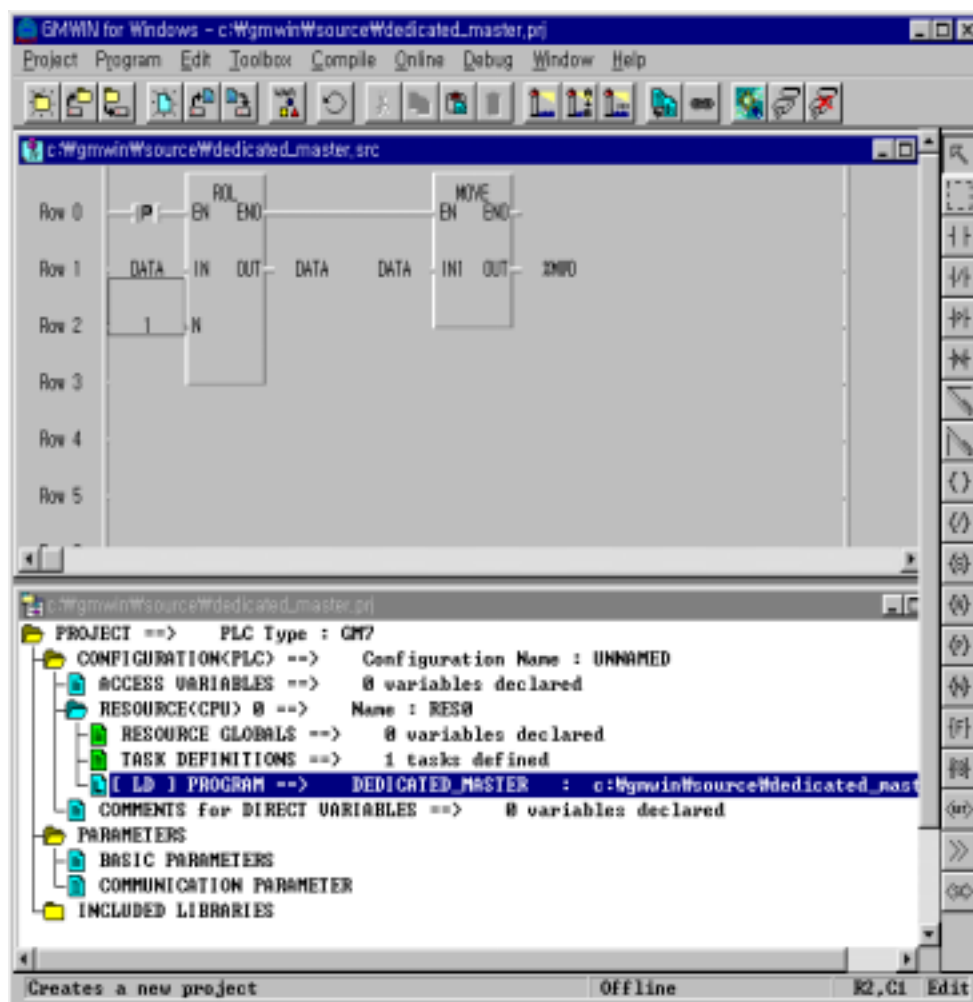 GMWIN for Windows - c:₩gmwin₩source₩dedicated_master.prj
Project Program Edit Toolbox Compile Online Debug Window Help
c:₩gmwin₩source₩dedicated_master.src
ROL MOVE
Row 0 P EN ENO EN ENO
Row 1 DATA IN OUT DATA DATA IN1 OUT
Row 2 1 N
Row 3
Row 4
Row 5
c:₩gmwin₩source₩dedicated_master.prj
PROJECT ==> PLC Type : GM7
CONFIGURATION(PLC) ==> Configuration Name : UNNAMED
ACCESS VARIABLES ==> 0 variables declared
RESOURCE(CPU) 0 ==> Name : RES0
RESOURCE GLOBALS ==> 0 variables declared
TASK DEFINITIONS ==> 1 tasks defined
[ LD ] PROGRAM ==> DEDICATED_MASTER : c:₩gmwin₩source₩dedicated_mast
COMMENTS for DIRECT VARIABLES ==> 0 variables declared
PARAMETERS
BASIC PARAMETERS
COMMUNICATION PARAMETER
INCLUDED LIBRARIES
Creates a new project Offline R2,C1 Edit